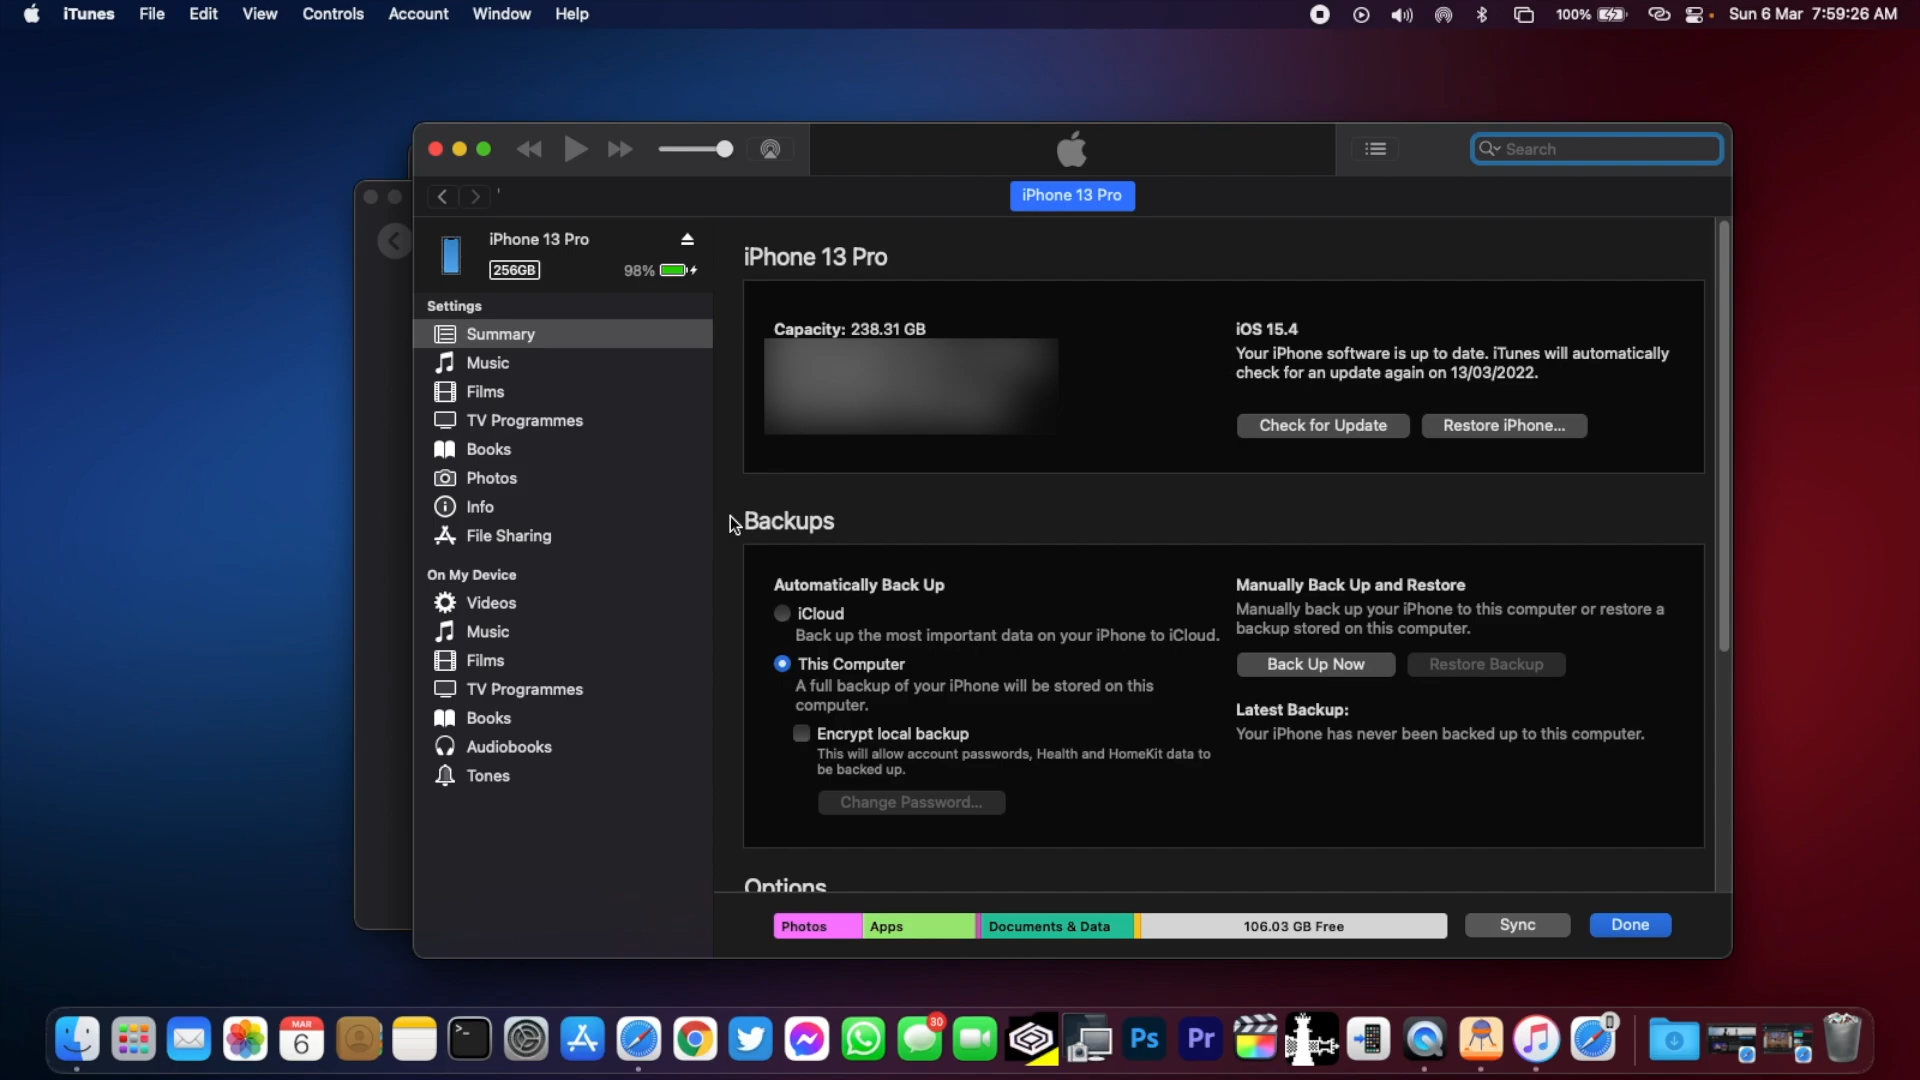 iTunes File Edit View Controls Account Window Help 100% Sun 6 Mar 7:59:26 AM
Search
iPhone 13 Pro
iPhone 13 Pro
256GB 98%
Settings
Summary
Music
Films
TV Programmes
Books
Photos
Info
File Sharing
On My Device
Videos
Music
Films
TV Programmes
Books
Audiobooks
Tones
iPhone 13 Pro
Capacity: 238.31 GB
iOS 15.4
Your iPhone software is up to date. iTunes will automatically
check for an update again on 13/03/2022.
Check for Update Restore iPhone...
Backups
Automatically Back Up
iCloud
Back up the most important data on your iPhone to iCloud.
This Computer
A full backup of your iPhone will be stored on this
computer.
Encrypt local backup
This will allow account passwords, Health and HomeKit data to
be backed up.
Change Password...
Manually Back Up and Restore
Manually back up your iPhone to this computer or restore a
backup stored on this computer.
Back Up Now Restore Backup
Latest Backup:
Your iPhone has never been backed up to this computer.
Options
Photos Apps Documents & Data 106.03 GB Free Sync Done
MAR
6
30
Ps
Pr